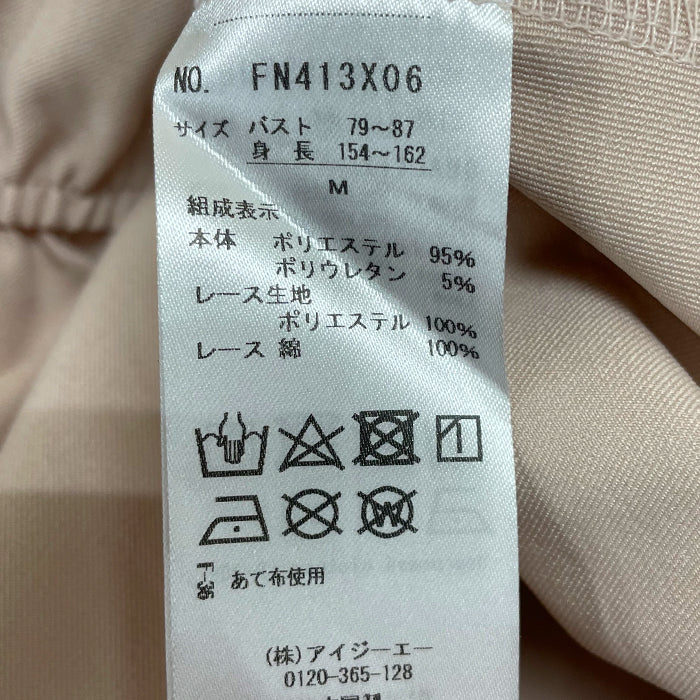 NO. FN413X06
サイズ バスト 79～87
身長 154～162
M
組成表示
本体 ポリエステル 95%
ポリウレタン 5%
レース生地
ポリエステル 100%
レース 綿 100%
W
あて布使用
(株)アイジーエー
0120-365-128